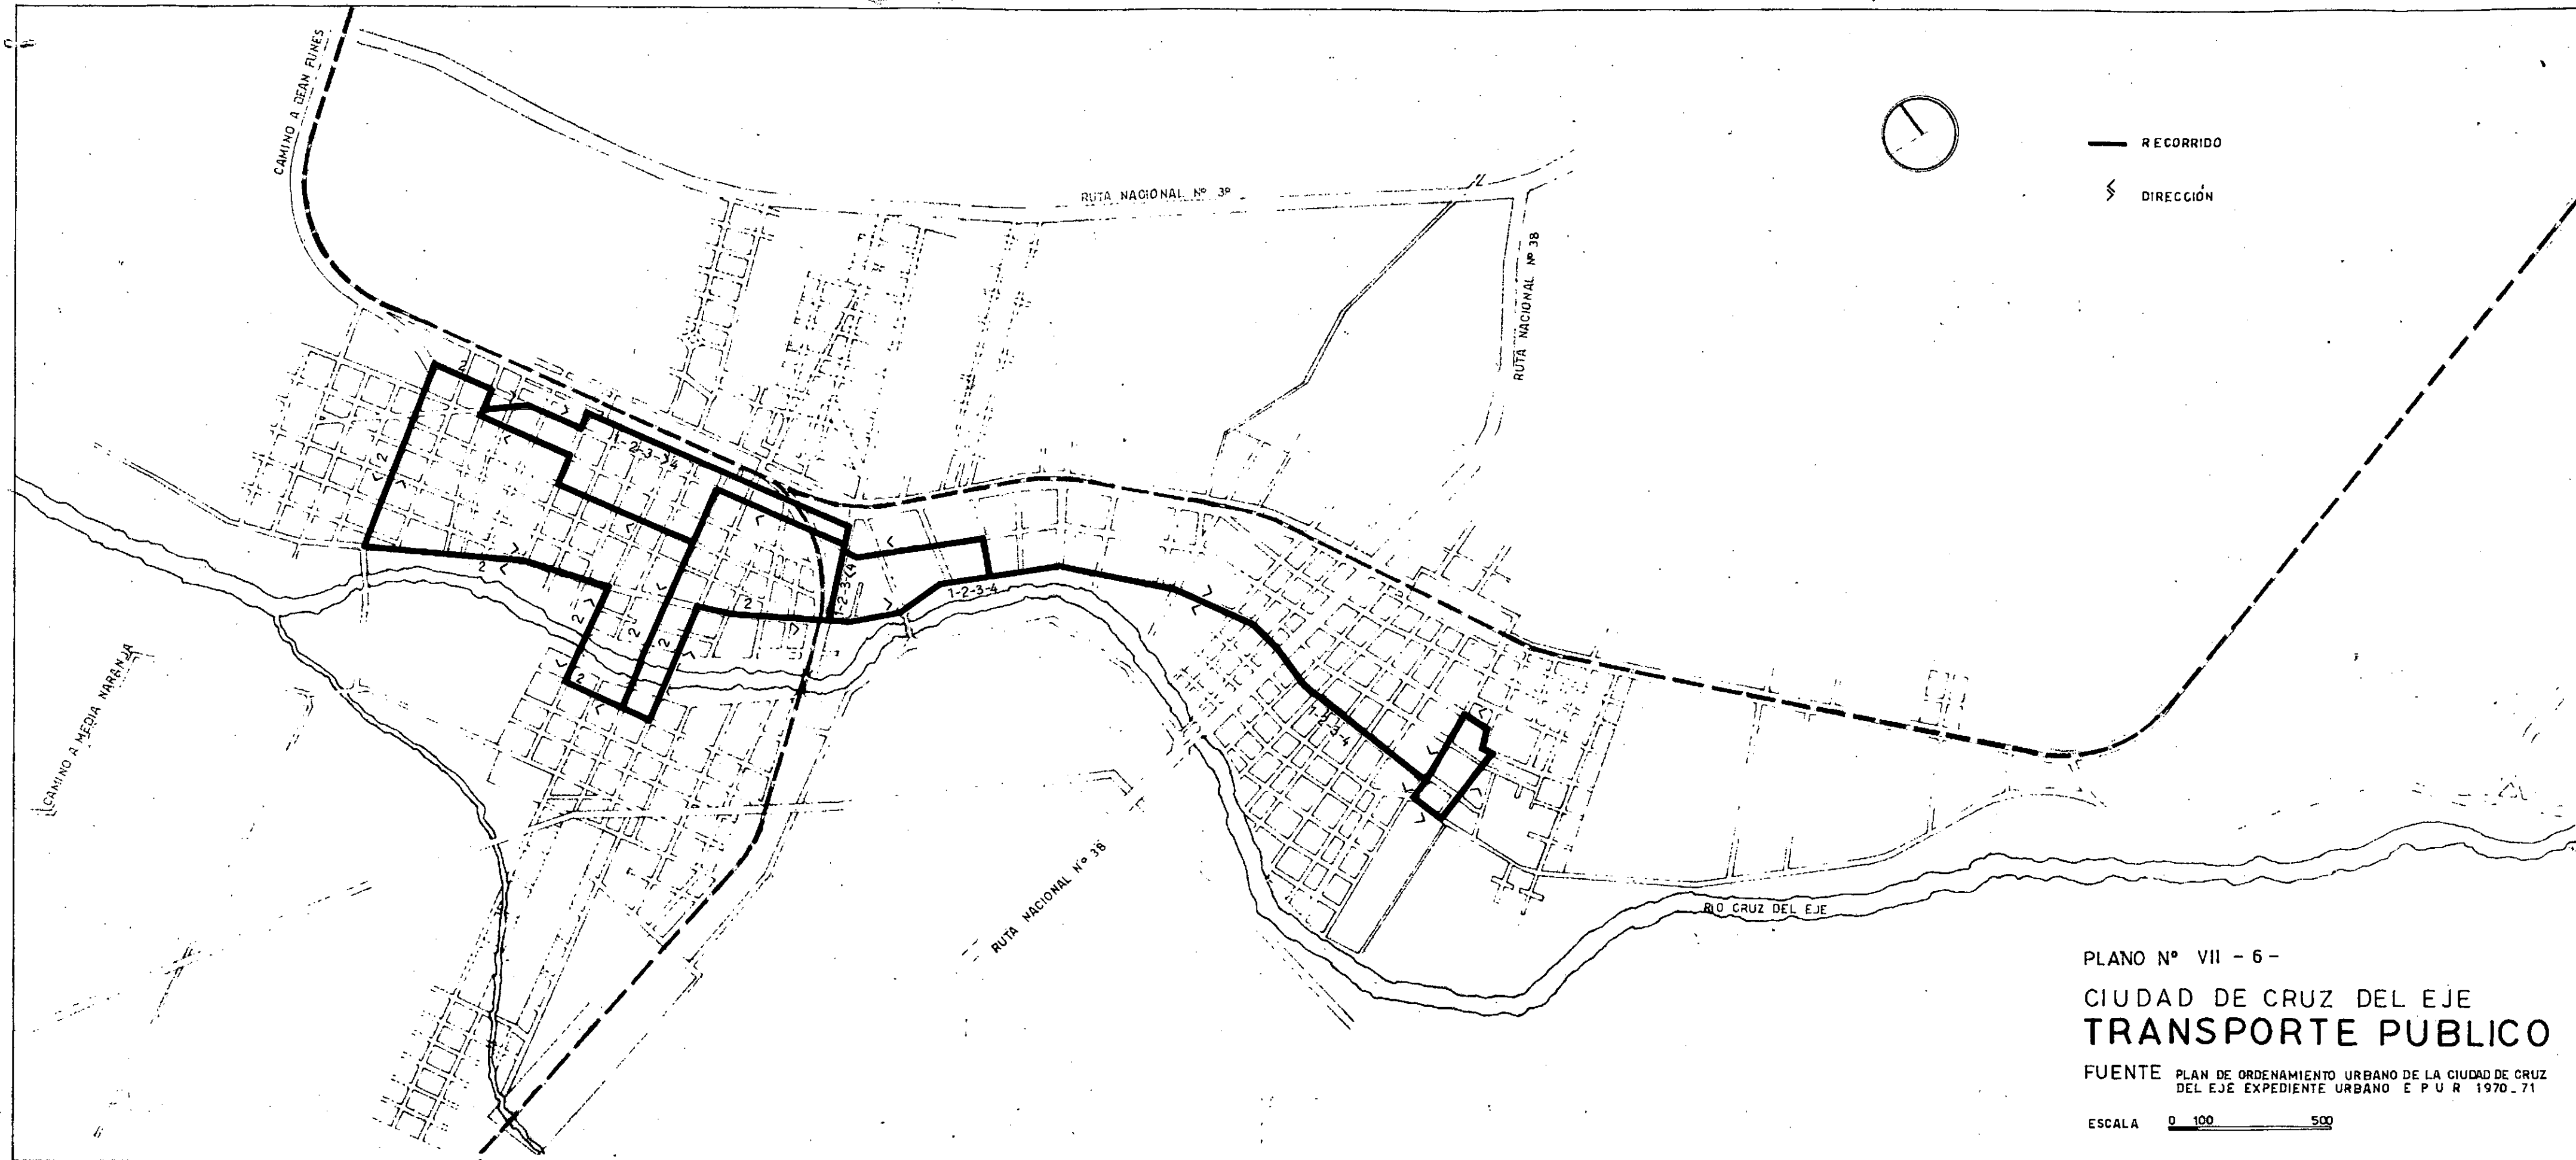 CAMINO A DEAN FUNES
RUTA NACIONAL Nº 38
RUTA NACIONAL Nº 38
RECORRIDO
DIRECCIÓN
2
2-3-4
2
2
2
2
2
2
2
1-2-3-4
1-2-3-4
1-2-3-4
CAMINO A MEDIA NARANJA
RUTA NACIONAL Nº 38
RIO CRUZ DEL EJE
PLANO Nº VII - 6 -
CIUDAD DE CRUZ DEL EJE
TRANSPORTE PUBLICO
FUENTE PLAN DE ORDENAMIENTO URBANO DE LA CIUDAD DE CRUZ
DEL EJE EXPEDIENTE URBANO E P U R 1970_71
ESCALA 0 100 500